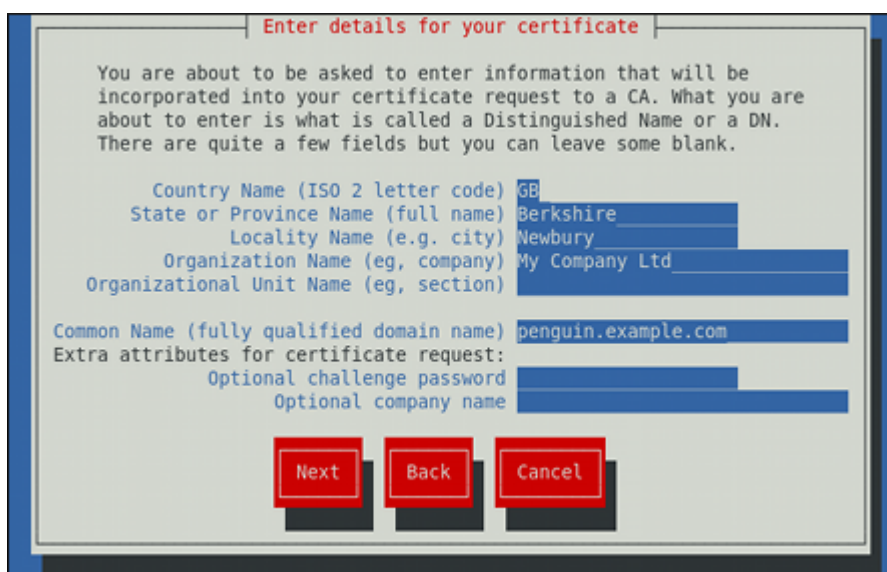 Enter details for your certificate
You are about to be asked to enter information that will be
incorporated into your certificate request to a CA. What you are
about to enter is what is called a Distinguished Name or a DN.
There are quite a few fields but you can leave some blank.
Country Name (ISO 2 letter code) GB
State or Province Name (full name) Berkshire
Locality Name (e.g. city) Newbury
Organization Name (eg, company) My Company Ltd
Organizational Unit Name (eg, section)
Common Name (fully qualified domain name) penguin.example.com
Extra attributes for certificate request:
Optional challenge password
Optional company name
Next Back Cancel